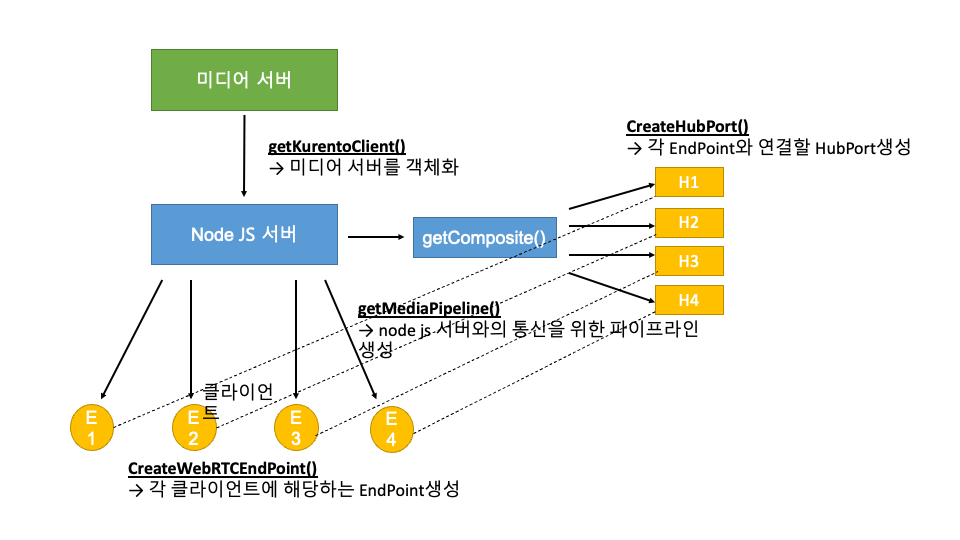 미디어 서버
getKurentoClient()
→ 미디어 서버를 객체화
CreateHubPort()
→ 각 EndPoint와 연결할 HubPort생성
H1
H2
H3
H4
Node JS 서버
getComposite()
getMediaPipeline()
→ node js 서버와의 통신을 위한 파이프라인
생성
클라이언
트
E
1
E
2
E
3
E
4
CreateWebRTCEndPoint()
→ 각 클라이언트에 해당하는 EndPoint생성